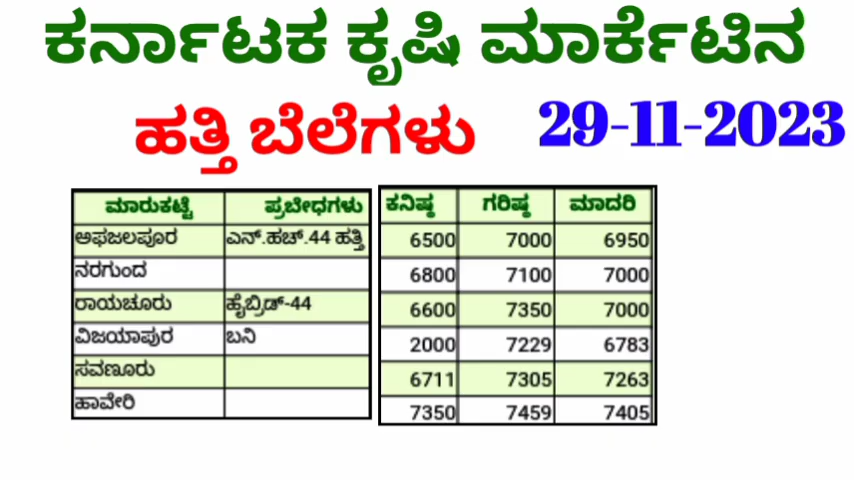 ಕರ್ನಾಟಕ ಕೃಷಿ ಮಾರ್ಕೆಟಿನ
ಹತ್ತಿ ಬೆಲೆಗಳು 29-11-2023
ಮಾರುಕಟ್ಟೆ ಪ್ರಬೇಧಗಳು ಕನಿಷ್ಠ ಗರಿಷ್ಠ ಮಾದರಿ
ಅಫಜಲಪೂರ ಎನ್.ಹಚ್.44 ಹತ್ತಿ 6500 7000 6950
ನರಗುಂದ 6800 7100 7000
ರಾಯಚೂರು ಹೈಬ್ರಿಡ್-44 6600 7350 7000
ವಿಜಯಾಪುರ ಬನಿ 2000 7229 6783
ಸವಣೂರು 6711 7305 7263
ಹಾವೇರಿ 7350 7459 7405